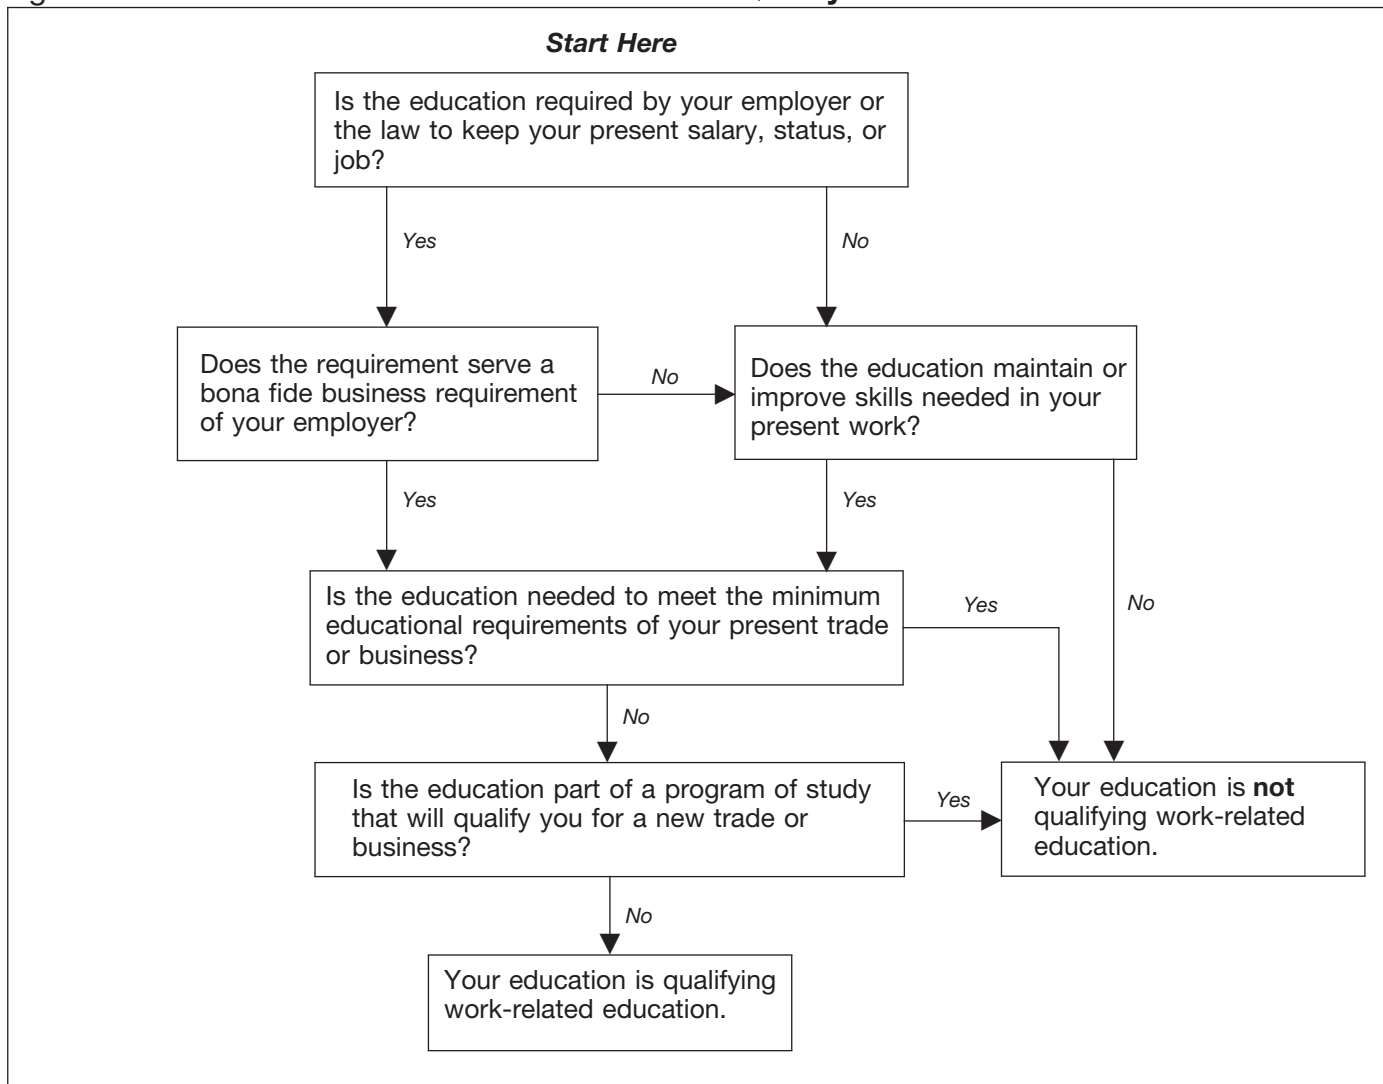 Start Here
Is the education required by your employer or
the law to keep your present salary, status, or
job?
Yes
No
Does the requirement serve a
bona fide business requirement
of your employer?
No
Does the education maintain or
improve skills needed in your
present work?
Yes
Yes
No
Is the education needed to meet the minimum
educational requirements of your present trade
or business?
Yes
No
Is the education part of a program of study
that will qualify you for a new trade or
business?
Yes
Your education is not
qualifying work-related
education.
No
Your education is qualifying
work-related education.